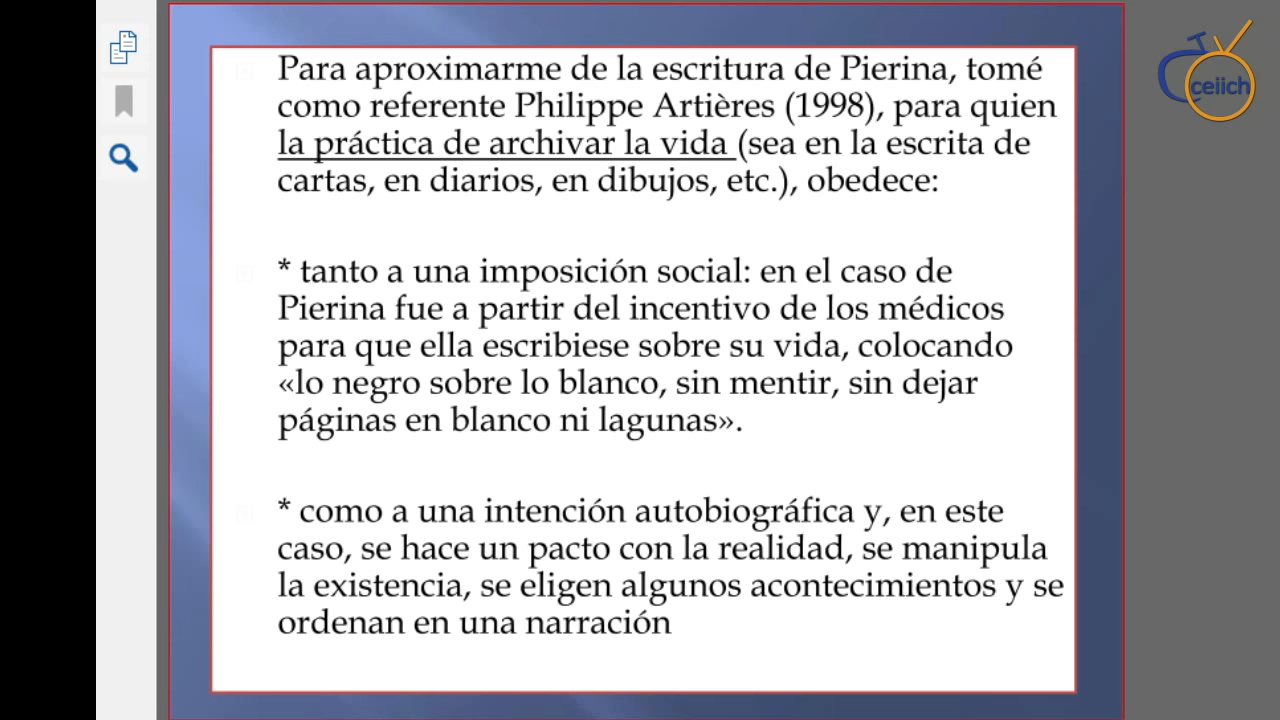 Para aproximarme de la escritura de Pierina, tomé
como referente Philippe Artières (1998), para quien
la práctica de archivar la vida (sea en la escrita de
cartas, en diarios, en dibujos, etc.), obedece:
* tanto a una imposición social: en el caso de
Pierina fue a partir del incentivo de los médicos
para que ella escribiese sobre su vida, colocando
«lo negro sobre lo blanco, sin mentir, sin dejar
páginas en blanco ni lagunas».
* como a una intención autobiográfica y, en este
caso, se hace un pacto con la realidad, se manipula
la existencia, se eligen algunos acontecimientos y se
ordenan en una narración
TV
ceiich